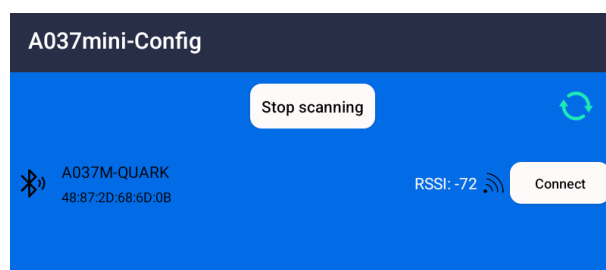 A037mini-Config
Stop scanning
A037M-QUARK
48:87:2D:68:6D:0B
RSSI: -72
Connect